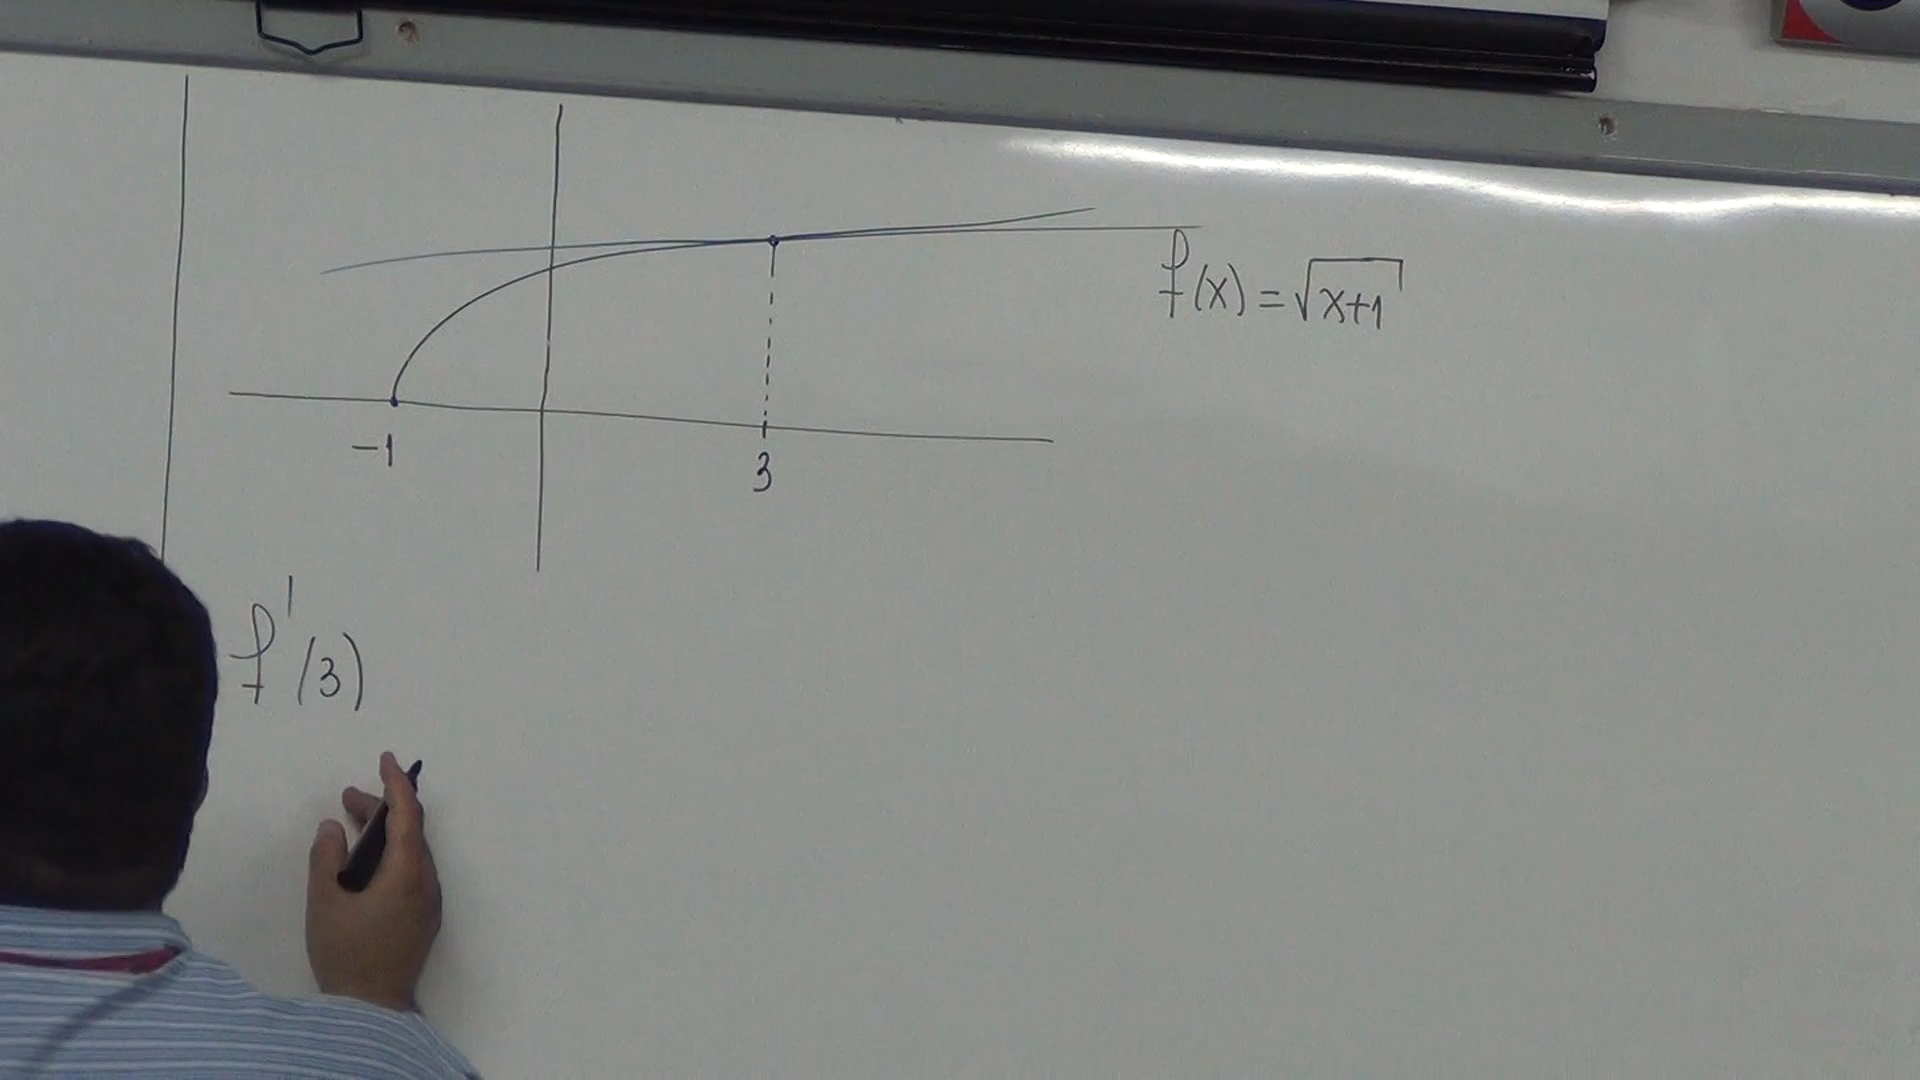 f(x) = √x+1
-1
3
f'(3)